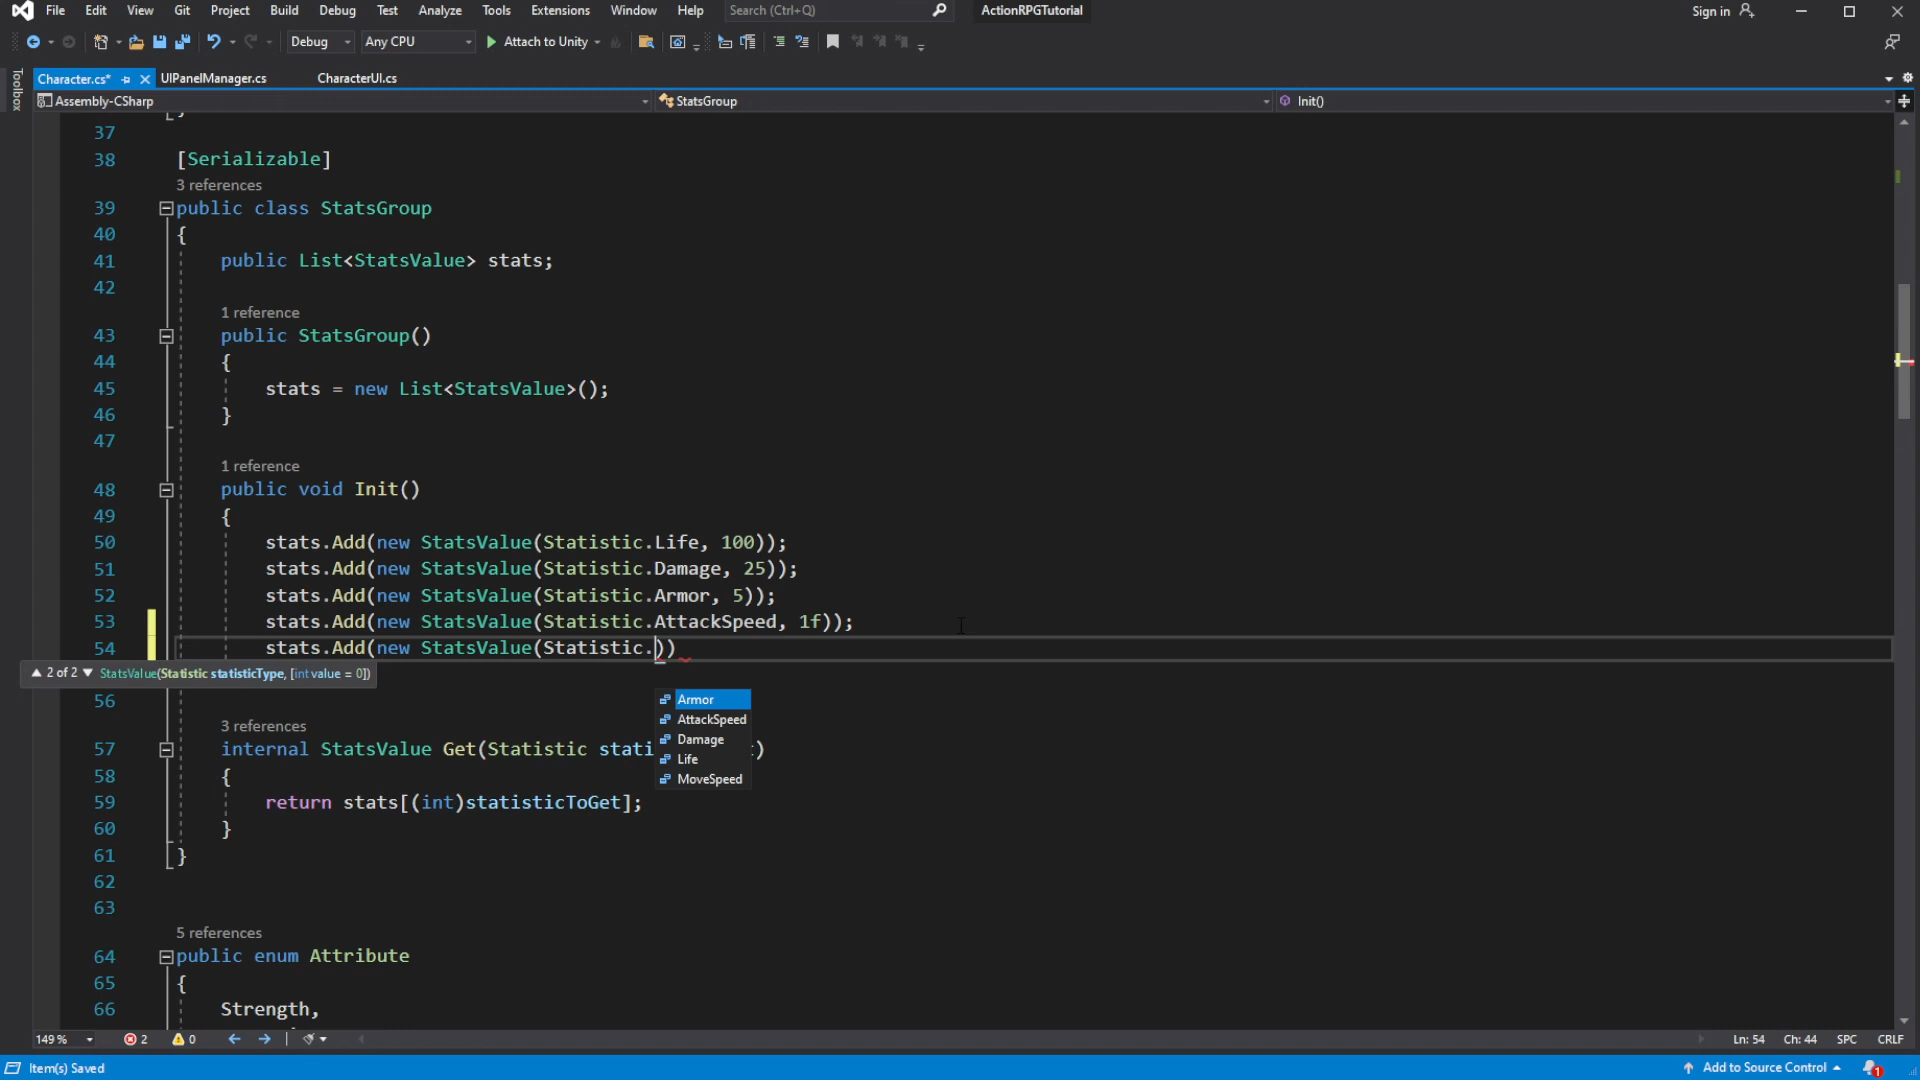 File Edit View Git Project Build Debug Test Analyze Tools Extensions Window Help Search (Ctrl+Q) ActionRPGTutorial Sign in
Debug Any CPU Attach to Unity
Toolbox
Character.cs* UIPanelManager.cs CharacterUI.cs
Assembly-CSharp StatsGroup Init()
37
38 [Serializable]
3 references
39 public class StatsGroup
40 {
41 public List<StatsValue> stats;
42
1 reference
43 public StatsGroup()
44 {
45 stats = new List<StatsValue>();
46 }
47
1 reference
48 public void Init()
49 {
50 stats.Add(new StatsValue(Statistic.Life, 100));
51 stats.Add(new StatsValue(Statistic.Damage, 25));
52 stats.Add(new StatsValue(Statistic.Armor, 5));
53 stats.Add(new StatsValue(Statistic.AttackSpeed, 1f));
54 stats.Add(new StatsValue(Statistic.))
2 of 2 StatsValue(Statistic statisticType, [int value = 0])
56
Armor
AttackSpeed
Damage
Life
MoveSpeed
3 references
57 internal StatsValue Get(Statistic stati )
58 {
59 return stats[(int)statisticToGet];
60 }
61 }
62
63
5 references
64 public enum Attribute
65 {
66 Strength,
149 % 2 0 Ln: 54 Ch: 44 SPC CRLF
Item(s) Saved Add to Source Control 1